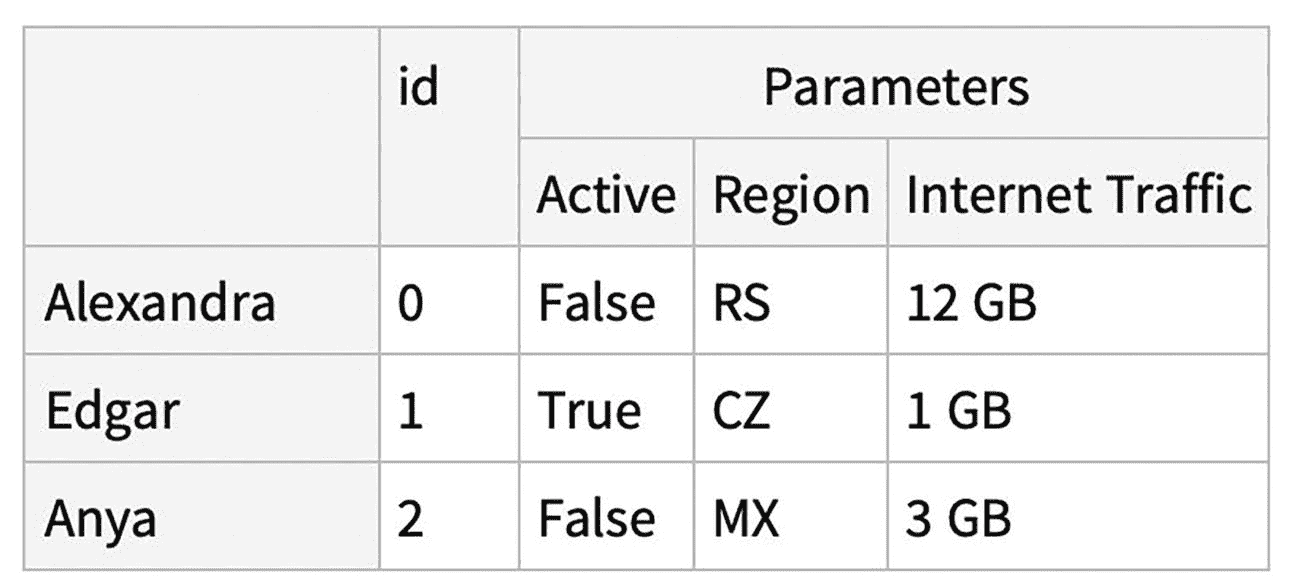 id Parameters
Active Region Internet Traffic
Alexandra 0 False RS 12 GB
Edgar 1 True CZ 1 GB
Anya 2 False MX 3 GB